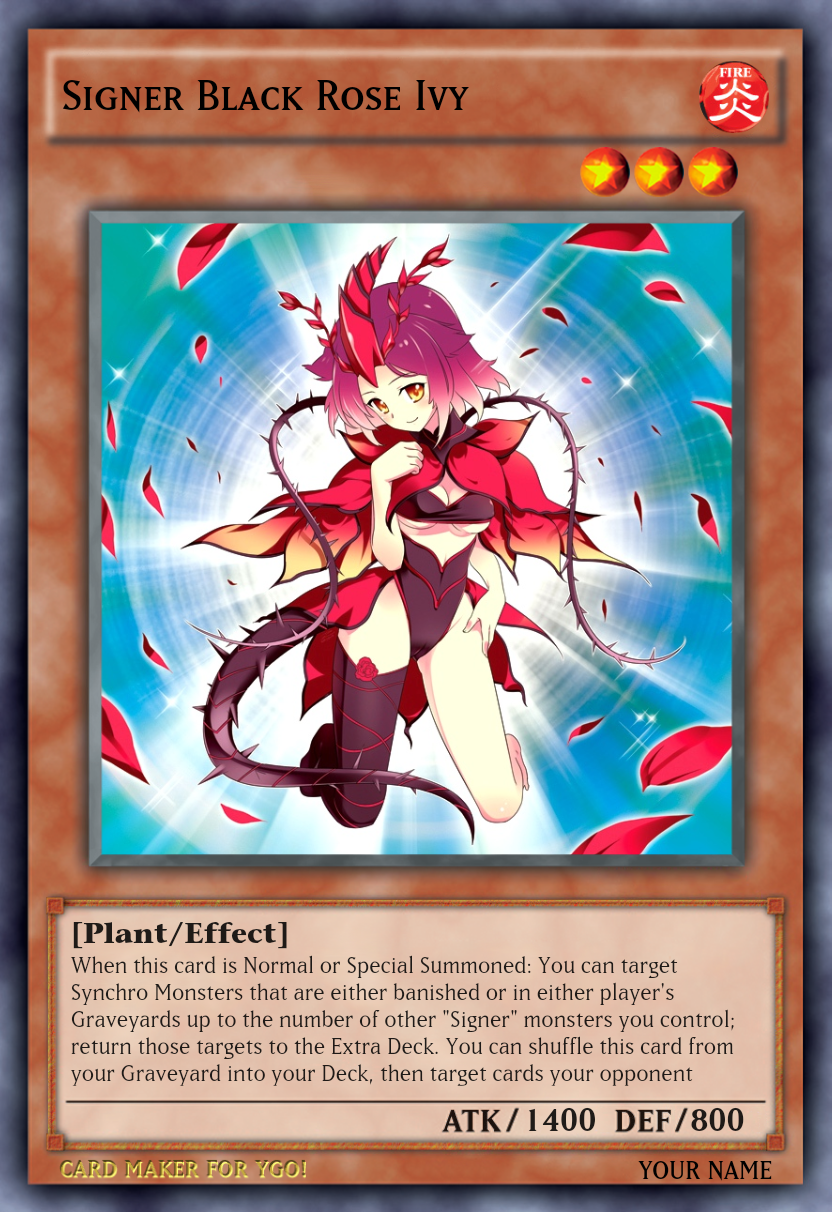 Signer Black Rose Ivy
FIRE
炎
[Plant/Effect]
When this card is Normal or Special Summoned: You can target
Synchro Monsters that are either banished or in either player's
Graveyards up to the number of other "Signer" monsters you control;
return those targets to the Extra Deck. You can shuffle this card from
your Graveyard into your Deck, then target cards your opponent
ATK/1400 DEF/800
CARD MAKER FOR YGO!
YOUR NAME